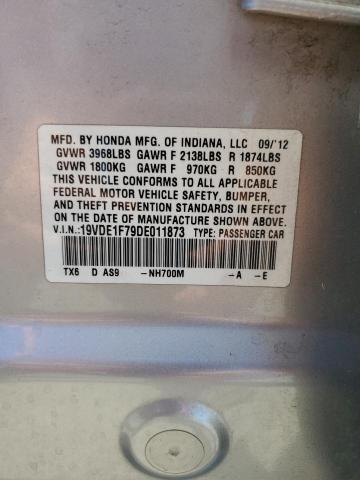 MFD. BY HONDA MFG. OF INDIANA, LLC 09/'12
GVWR 3968LBS GAWR F 2138LBS R 1874LBS
GVWR 1800KG GAWR F 970KG R 850KG
THIS VEHICLE CONFORMS TO ALL APPLICABLE
FEDERAL MOTOR VEHICLE SAFETY, BUMPER,
AND THEFT PREVENTION STANDARDS IN EFFECT
ON THE DATE OF MANUFACTURE SHOWN ABOVE.
V.I.N.:19VDE1F79DE011873 TYPE: PASSENGER CAR
TX6 D AS9 -NH700M -A -E